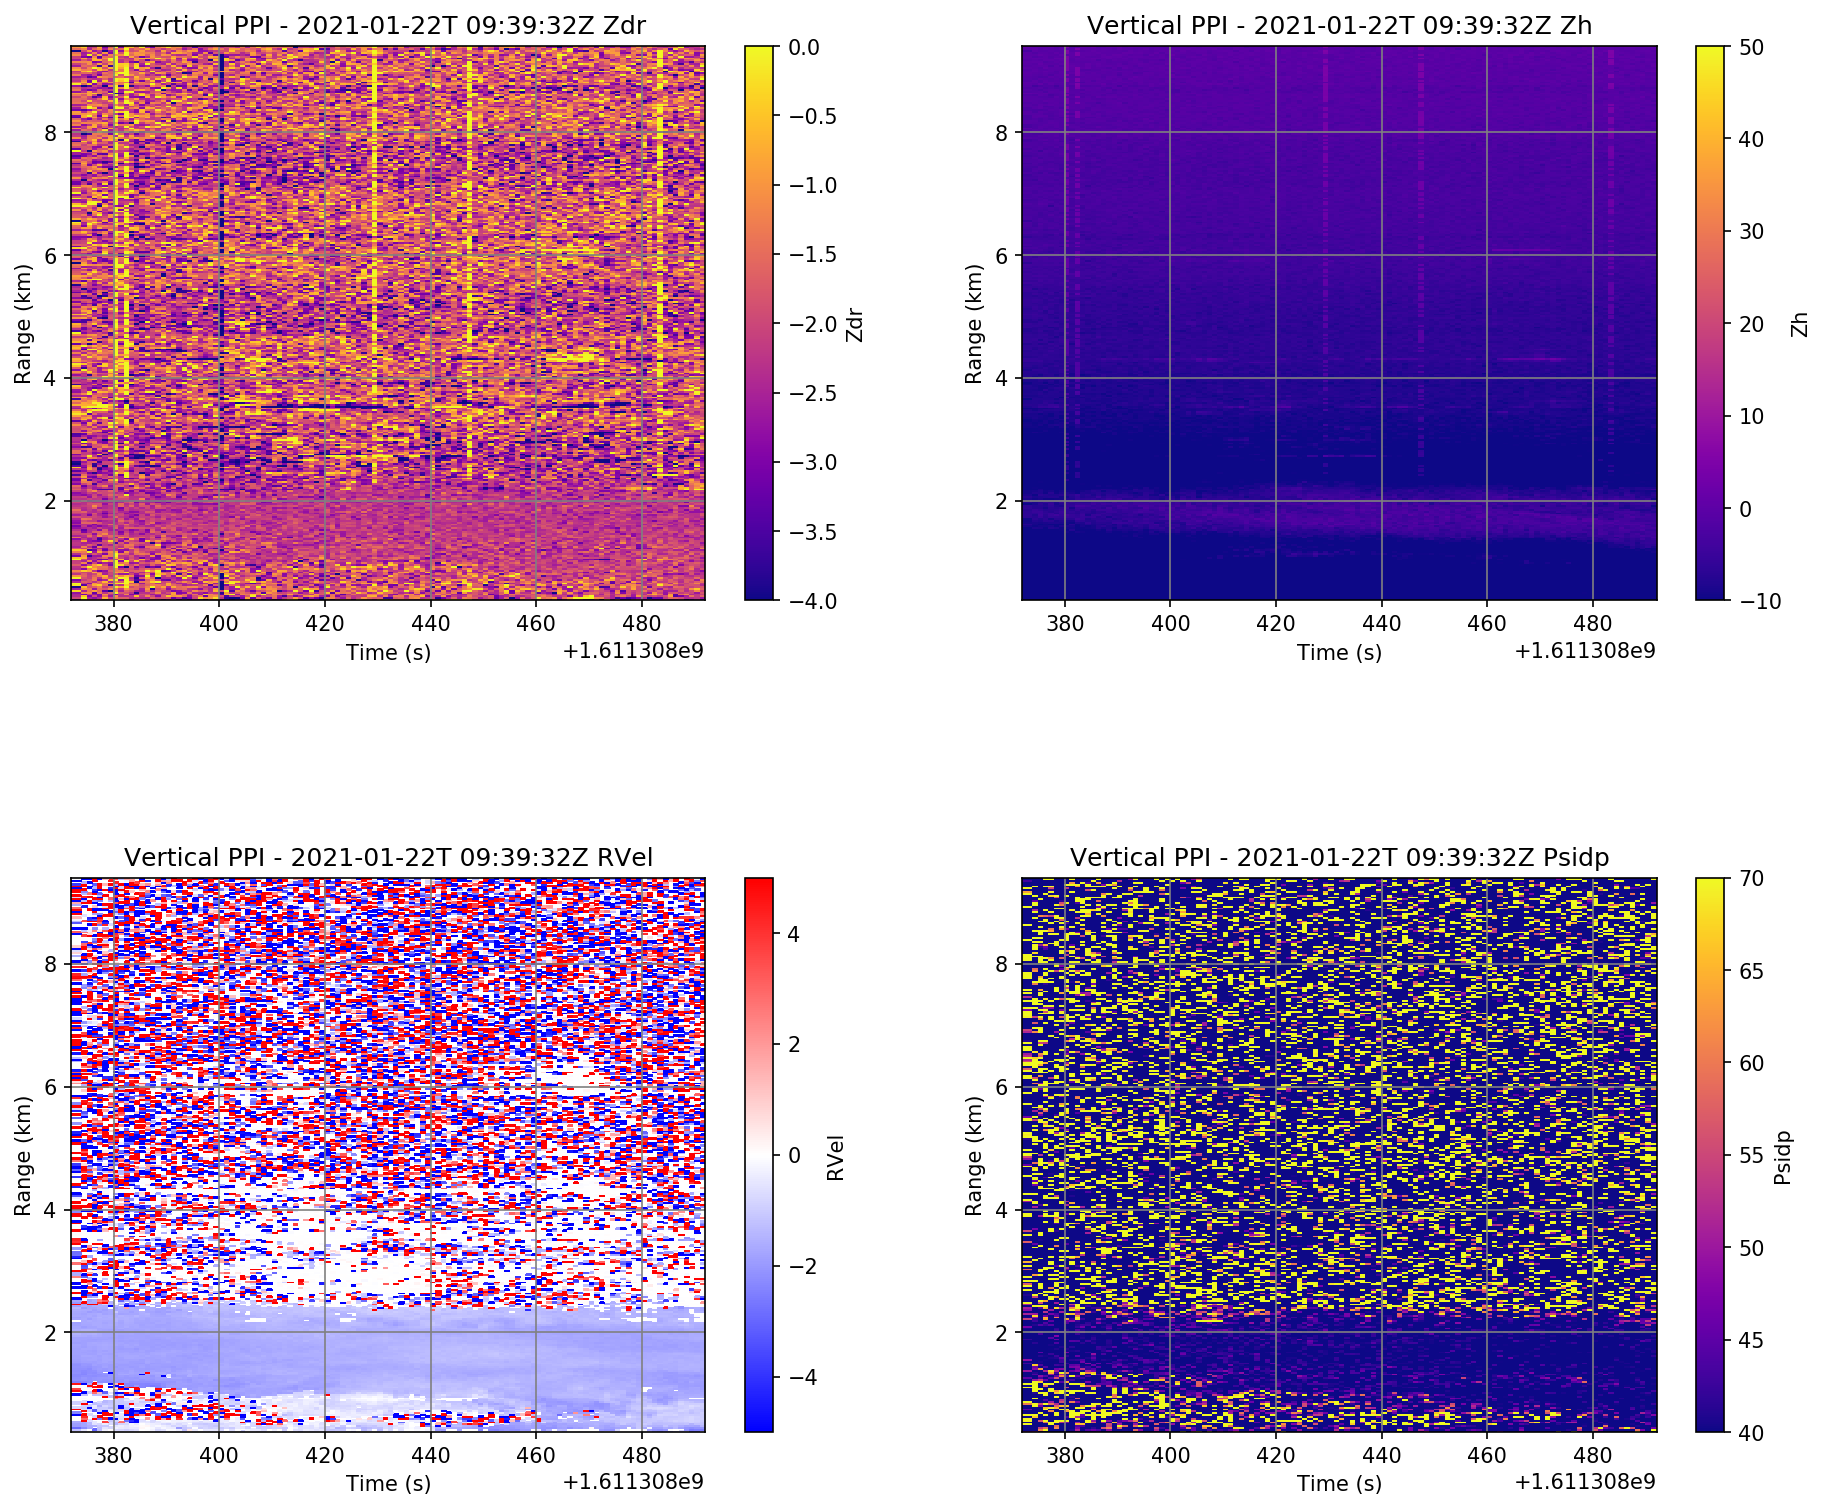 Vertical PPI - 2021-01-22T 09:39:32Z Zdr
Range (km)
8
6
4
2
380 400 420 440 460 480
Time (s)
+1.611308e9
0.0
−0.5
−1.0
−1.5
−2.0
−2.5
−3.0
−3.5
−4.0
Zdr
Vertical PPI - 2021-01-22T 09:39:32Z Zh
Range (km)
8
6
4
2
380 400 420 440 460 480
Time (s)
+1.611308e9
50
40
30
20
10
0
−10
Zh
Vertical PPI - 2021-01-22T 09:39:32Z RVel
Range (km)
8
6
4
2
380 400 420 440 460 480
Time (s)
+1.611308e9
4
2
0
−2
−4
RVel
Vertical PPI - 2021-01-22T 09:39:32Z Psidp
Range (km)
8
6
4
2
380 400 420 440 460 480
Time (s)
+1.611308e9
70
65
60
55
50
45
40
Psidp